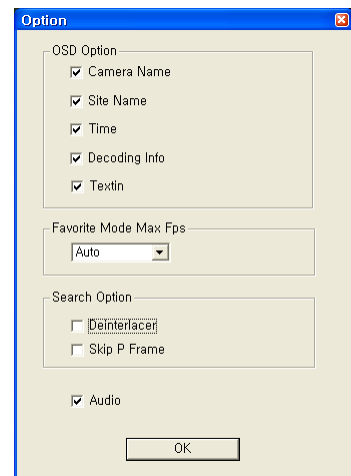 Option
OSD Option
Camera Name
Site Name
Time
Decoding Info
Textin
Favorite Mode Max Fps
Auto
Search Option
Deinterlacer
Skip P Frame
Audio
OK